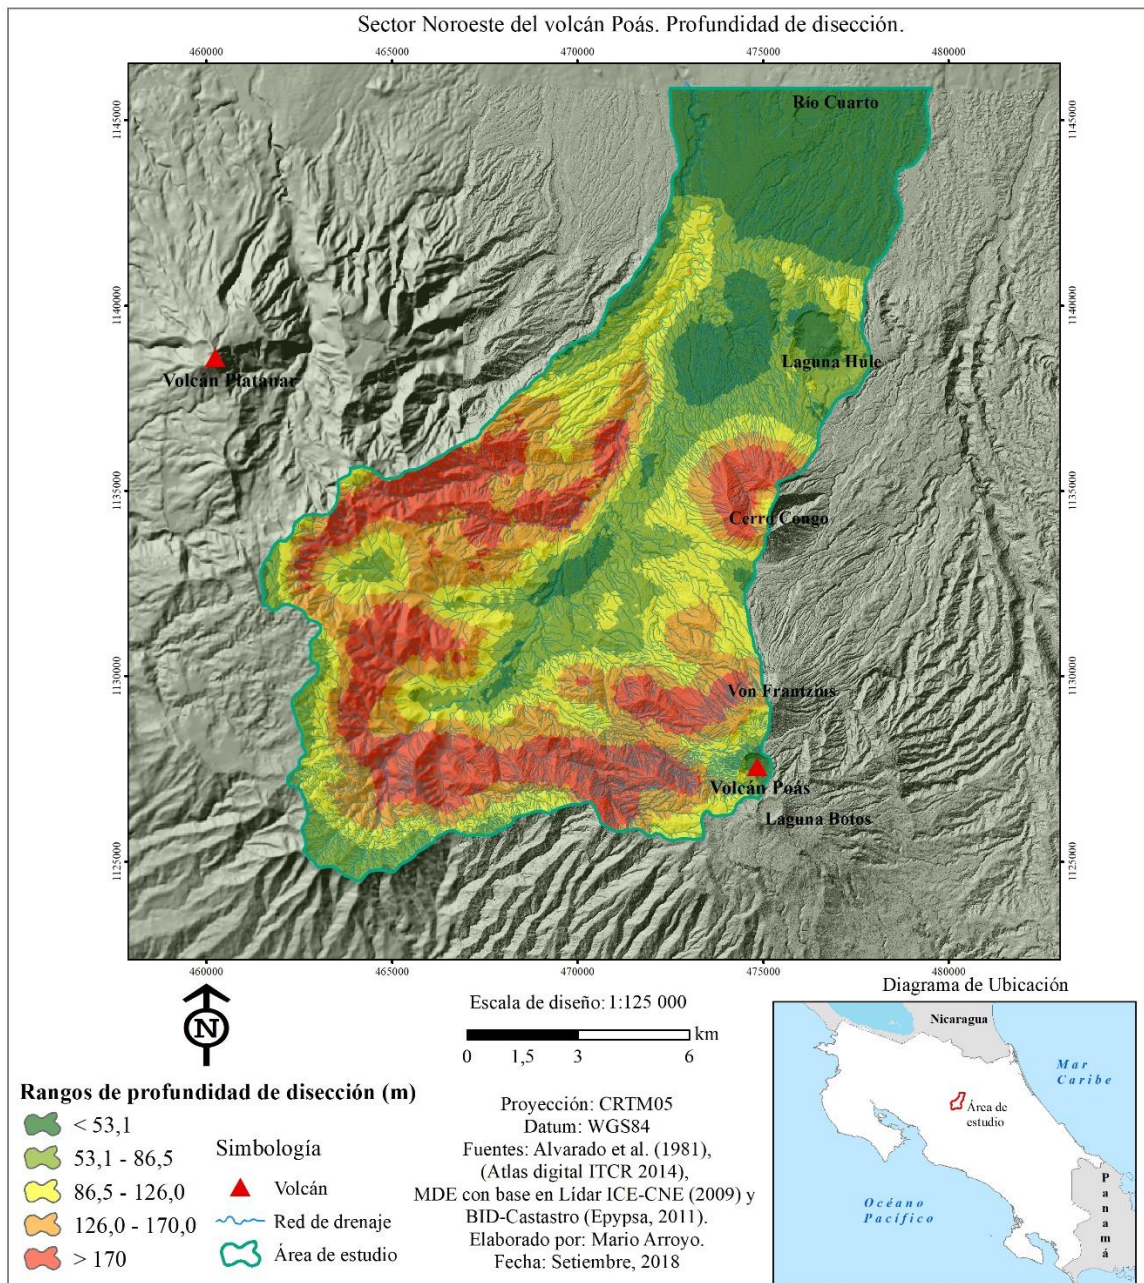 Sector Noroeste del volcán Poás. Profundidad de disección.
460000 465000 470000 475000 480000
1145000 1145000
Río Cuarto
1140000 1140000
Laguna Hule
Volcán Platanar
1135000 1135000
Cerro Congo
1130000 1130000
Von Frantzius
Volcán Poás
Laguna Botos
1125000 1125000
460000 465000 470000 475000 480000
N
Escala de diseño: 1:125 000
km
0 1,5 3 6
Rangos de profundidad de disección (m)
< 53,1
53,1 - 86,5
86,5 - 126,0
126,0 - 170,0
> 170
Simbología
Volcán
Red de drenaje
Área de estudio
Proyección: CRTM05
Datum: WGS84
Fuentes: Alvarado et al. (1981),
(Atlas digital ITCR 2014),
MDE con base en Lídar ICE-CNE (2009) y
BID-Castastro (Epypsa, 2011).
Elaborado por: Mario Arroyo.
Fecha: Setiembre, 2018
Diagrama de Ubicación
Nicaragua
Mar
Caribe
Área de
estudio
Océano
Pacífico
Panamá